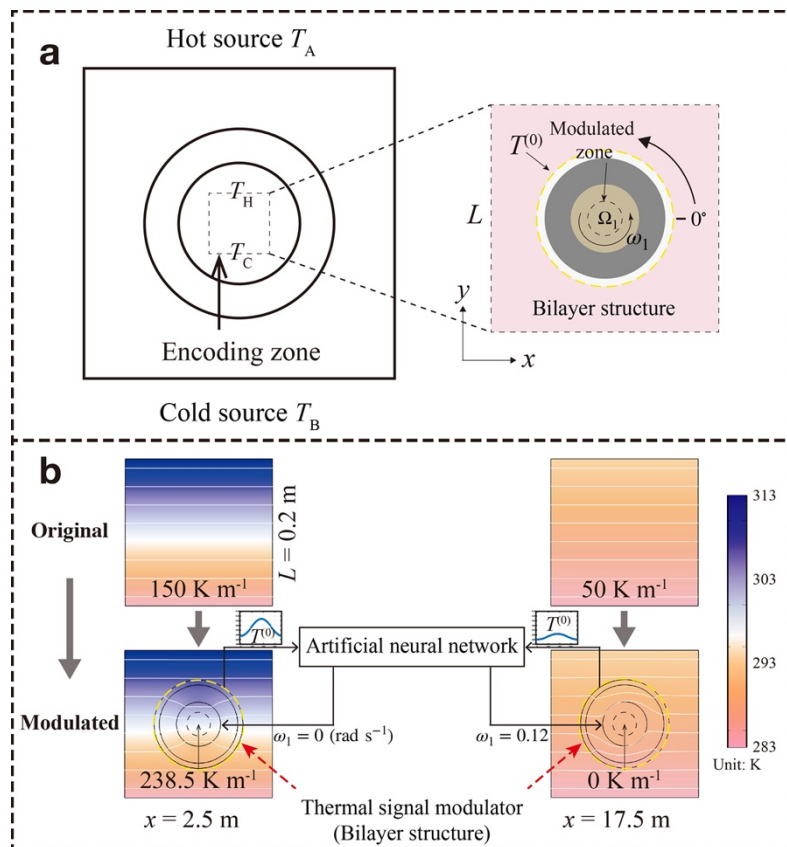 a
Hot source T_A
T_H
T_C
Encoding zone
Cold source T_B
T^(0)
Modulated
zone
Ω_1
ω_1
0°
L
Bilayer structure
y
x
b
Original
150 K m^-1
L = 0.2 m
50 K m^-1
313
303
293
283
Unit: K
T^(0)
Artificial neural network
T^(0)
Modulated
ω_1 = 0 (rad s^−1)
ω_1 = 0.12
238.5 K m^-1
0 K m^-1
Thermal signal modulator
(Bilayer structure)
x = 2.5 m
x = 17.5 m